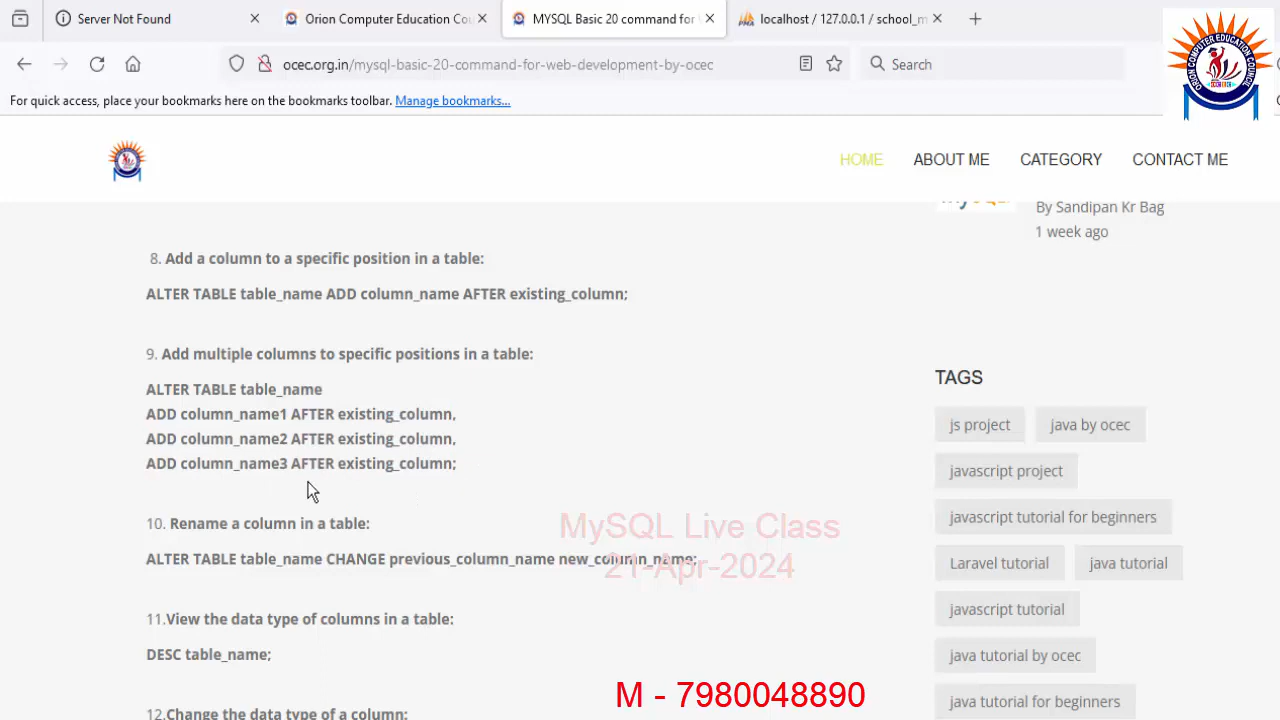 Server Not Found
Orion Computer Education Cou
MYSQL Basic 20 command for
localhost / 127.0.0.1 / school_m
ocec.org.in/mysql-basic-20-command-for-web-development-by-ocec
Search
For quick access, place your bookmarks here on the bookmarks toolbar. Manage bookmarks...
ORION COMPUTER EDUCATION COUNCIL
HOME
ABOUT ME
CATEGORY
CONTACT ME
By Sandipan Kr Bag
1 week ago
8. Add a column to a specific position in a table:
ALTER TABLE table_name ADD column_name AFTER existing_column;
9. Add multiple columns to specific positions in a table:
ALTER TABLE table_name
ADD column_name1 AFTER existing_column,
ADD column_name2 AFTER existing_column,
ADD column_name3 AFTER existing_column;
10. Rename a column in a table:
ALTER TABLE table_name CHANGE previous_column_name new_column_name;
11.View the data type of columns in a table:
DESC table_name;
12.Change the data type of a column:
TAGS
js project
java by ocec
javascript project
javascript tutorial for beginners
Laravel tutorial
java tutorial
javascript tutorial
java tutorial by ocec
java tutorial for beginners
MySQL Live Class
21-Apr-2024
M - 7980048890